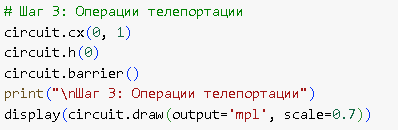 # Шаг 3: Операции телепортации
circuit.cx(0, 1)
circuit.h(0)
circuit.barrier()
print("\nШаг 3: Операции телепортации")
display(circuit.draw(output='mpl', scale=0.7))